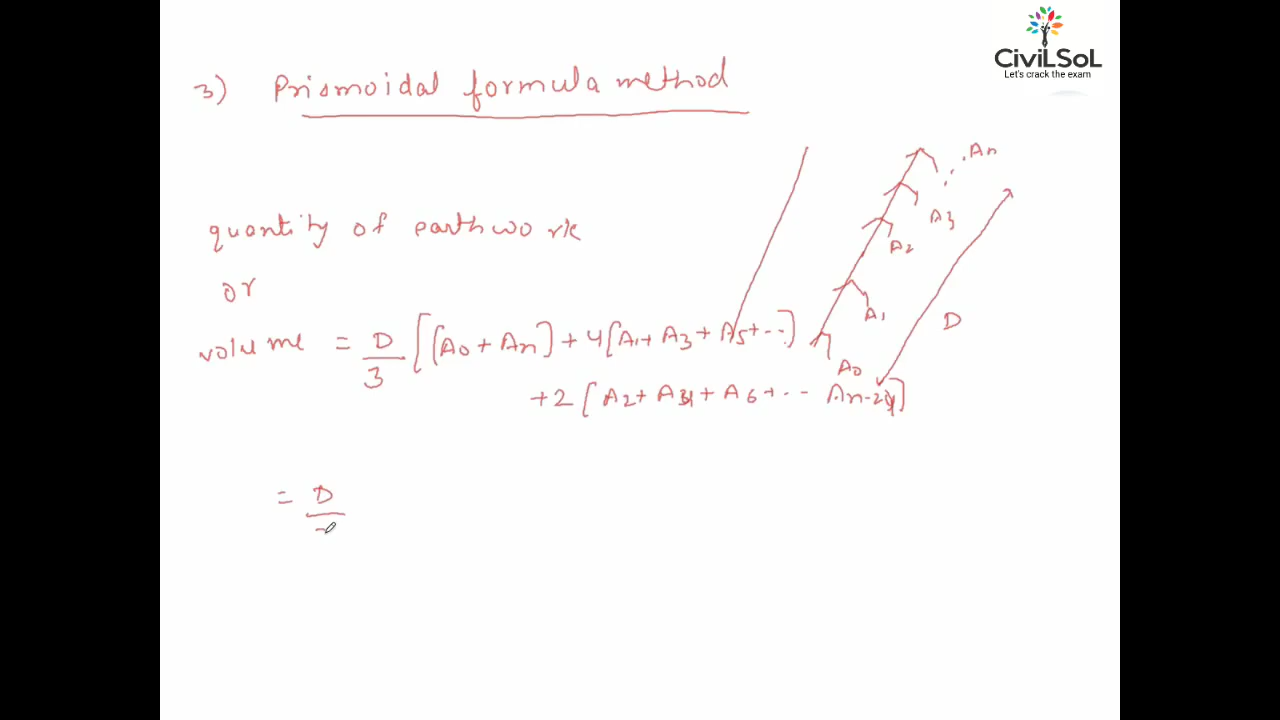 CiViLSoL
Let's crack the exam
3) Prismoidal formula method
quantity of earthwork
or
volume = D/3 [[A0 + An] + 4[A1 + A3 + A5 + ...]
+2 [A2 + A4 + A6 + ... An-2]]
An
A3
A2
A1
A0
D
= D